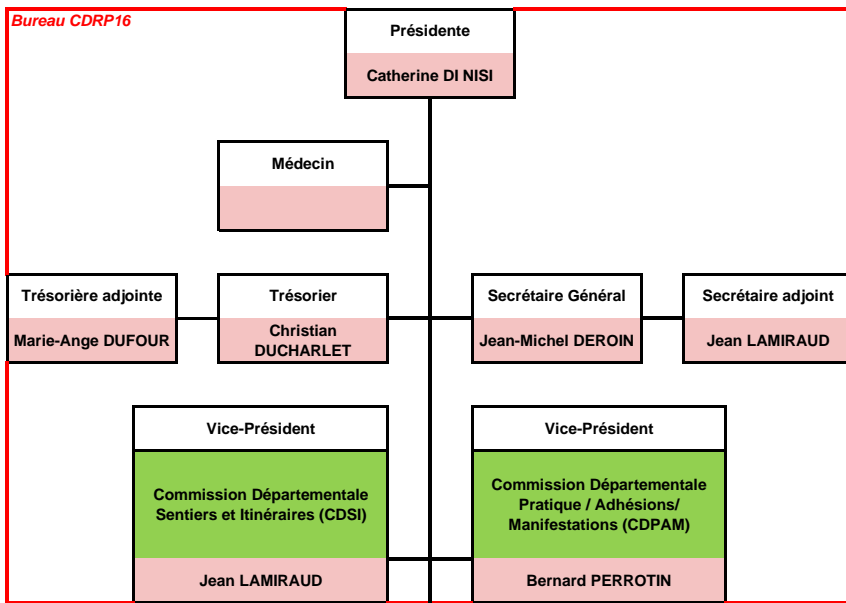 Bureau CDRP16
Présidente
Catherine DI NISI
Médecin
Trésorière adjointe
Marie-Ange DUFOUR
Trésorier
Christian
DUCHARLET
Secrétaire Général
Jean-Michel DEROIN
Secrétaire adjoint
Jean LAMIRAUD
Vice-Président
Commission Départementale
Sentiers et Itinéraires (CDSI)
Jean LAMIRAUD
Vice-Président
Commission Départementale
Pratique / Adhésions/
Manifestations (CDPAM)
Bernard PERROTIN